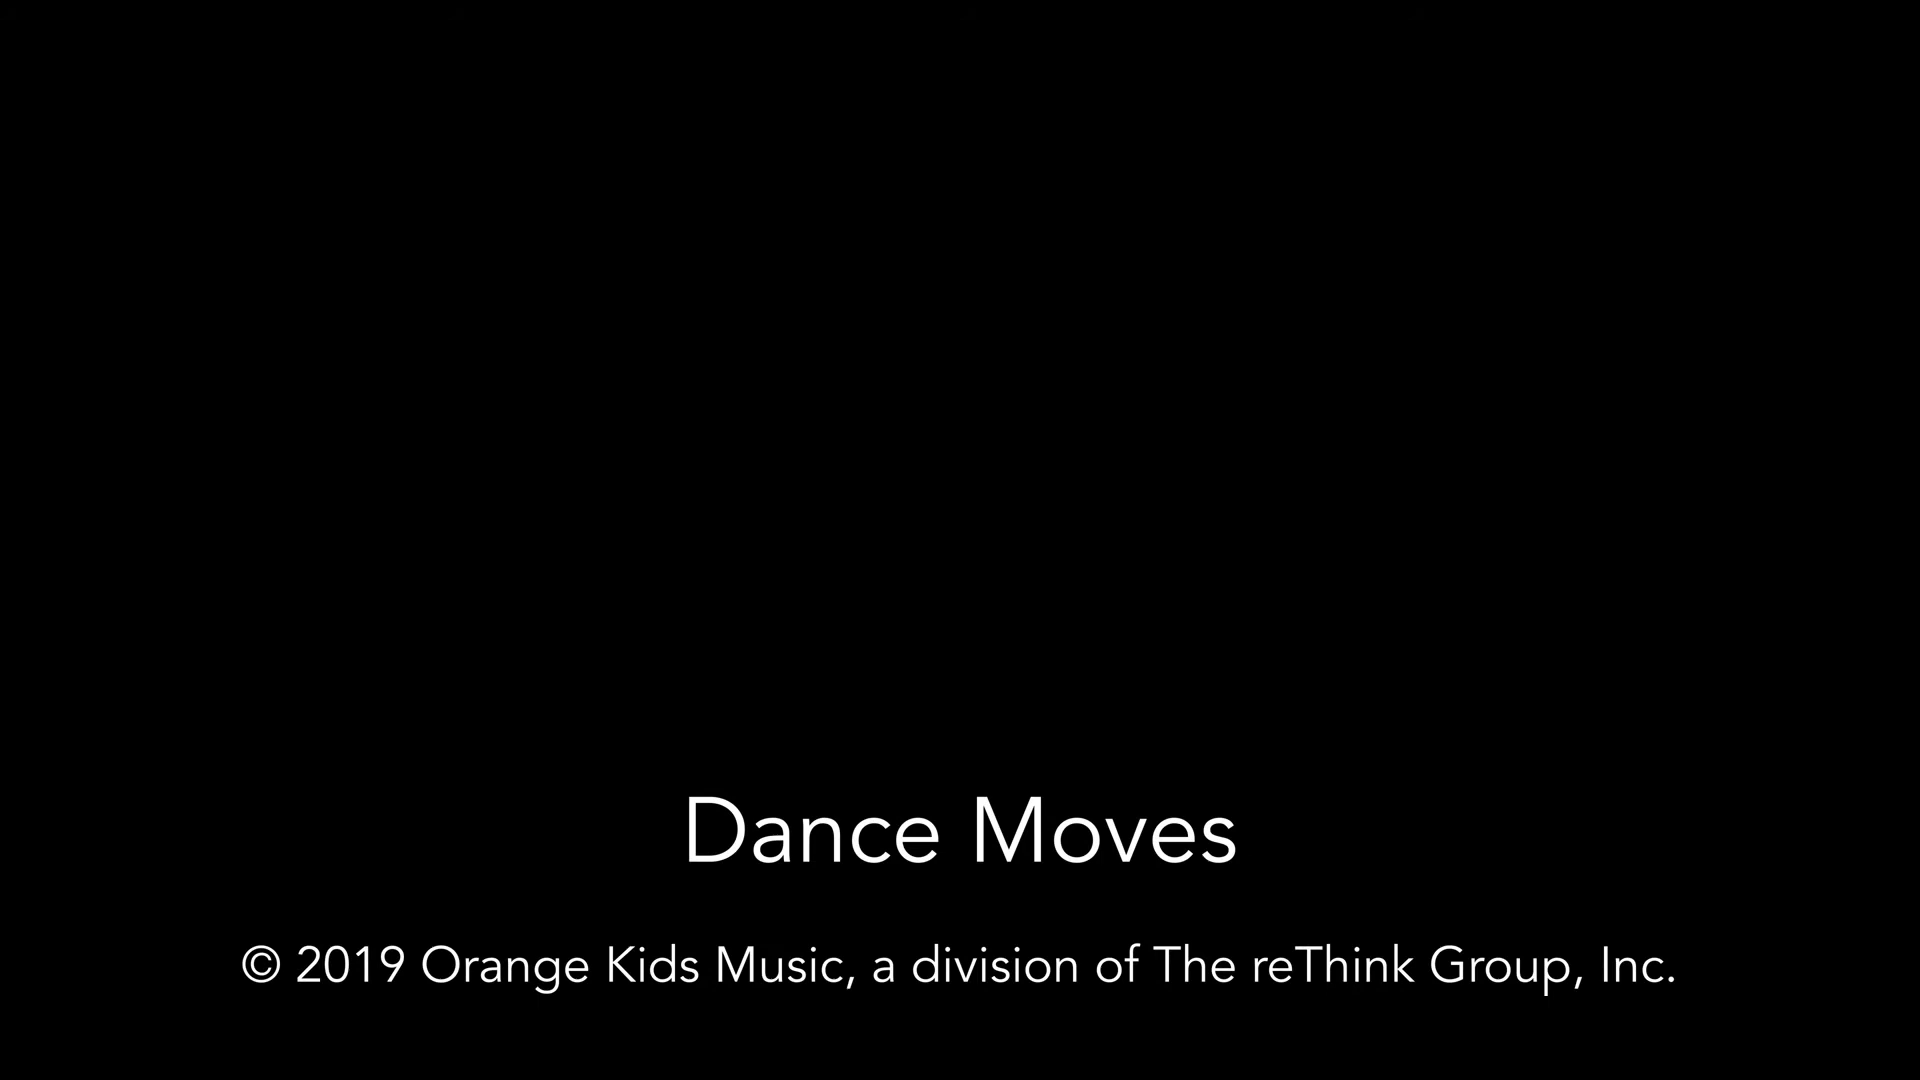 Dance Moves
© 2019 Orange Kids Music, a division of The reThink Group, Inc.